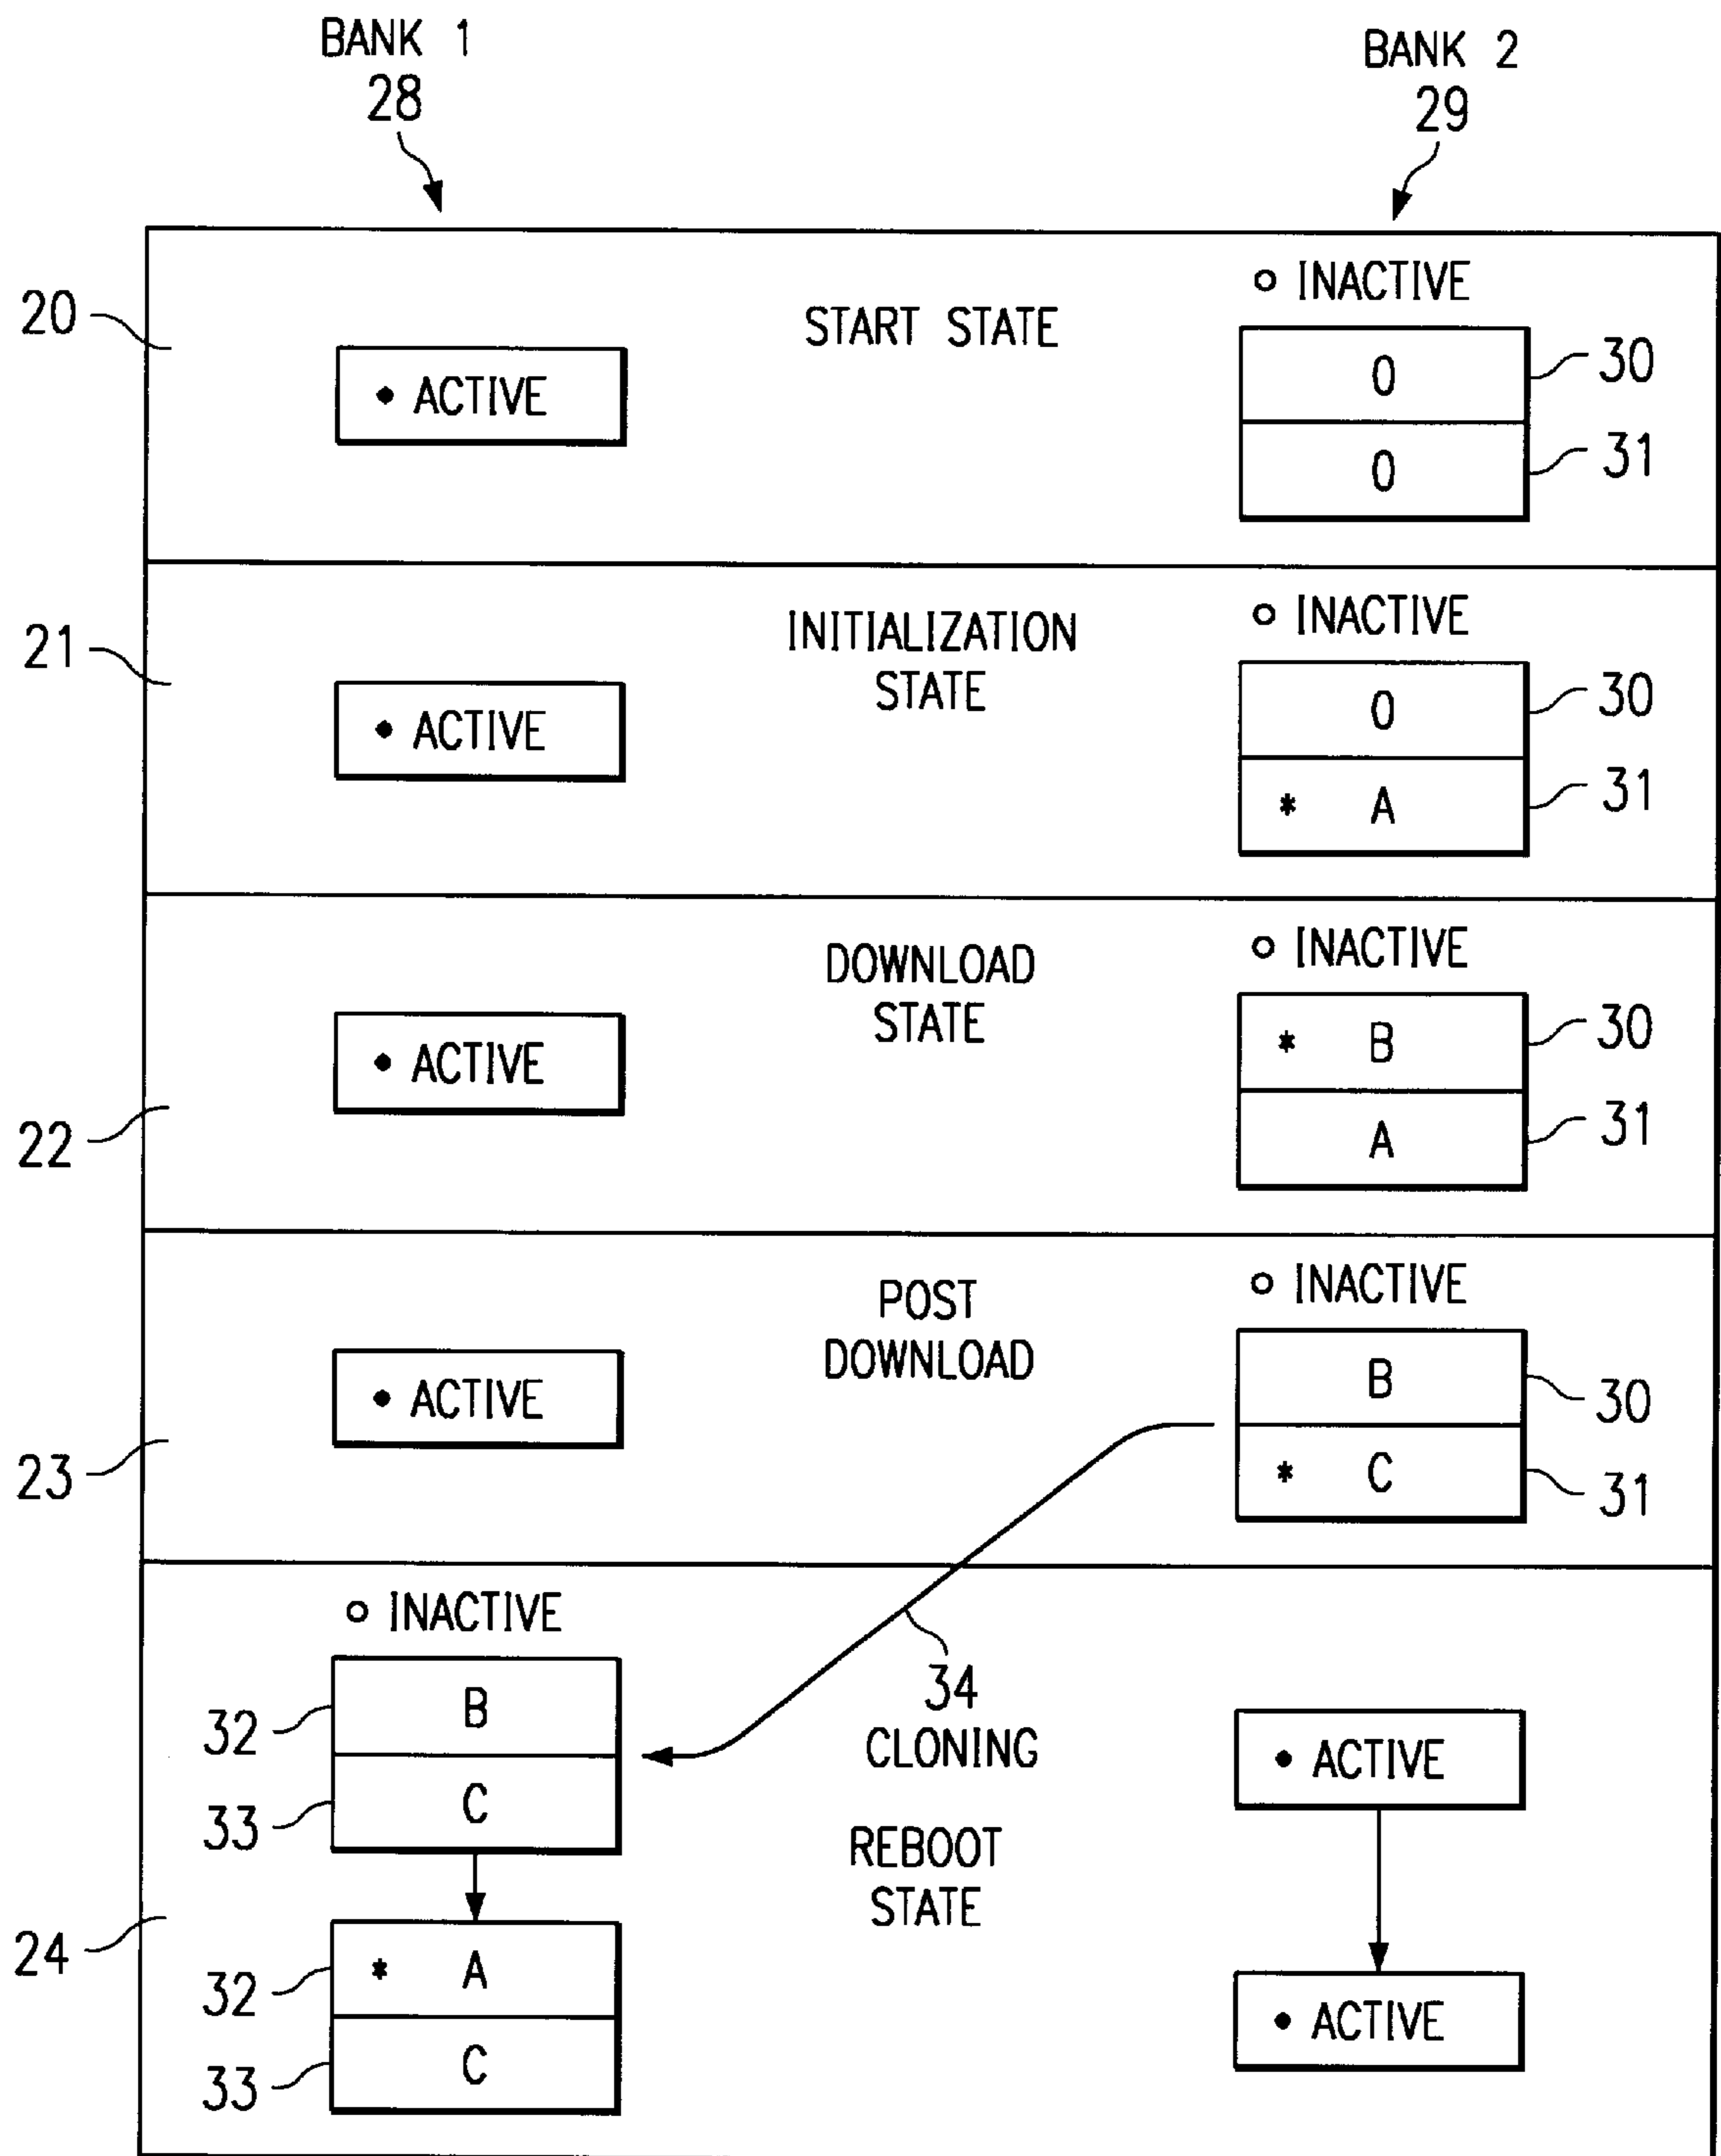 BANK 1
28
BANK 2
29
20
START STATE
○ INACTIVE
• ACTIVE
0
30
0
31
21
INITIALIZATION
STATE
○ INACTIVE
• ACTIVE
0
30
* A
31
22
DOWNLOAD
STATE
○ INACTIVE
• ACTIVE
* B
30
A
31
23
POST
DOWNLOAD
○ INACTIVE
• ACTIVE
B
30
* C
31
24
○ INACTIVE
32
B
33
C
34
CLONING
• ACTIVE
REBOOT
STATE
32
* A
33
C
• ACTIVE